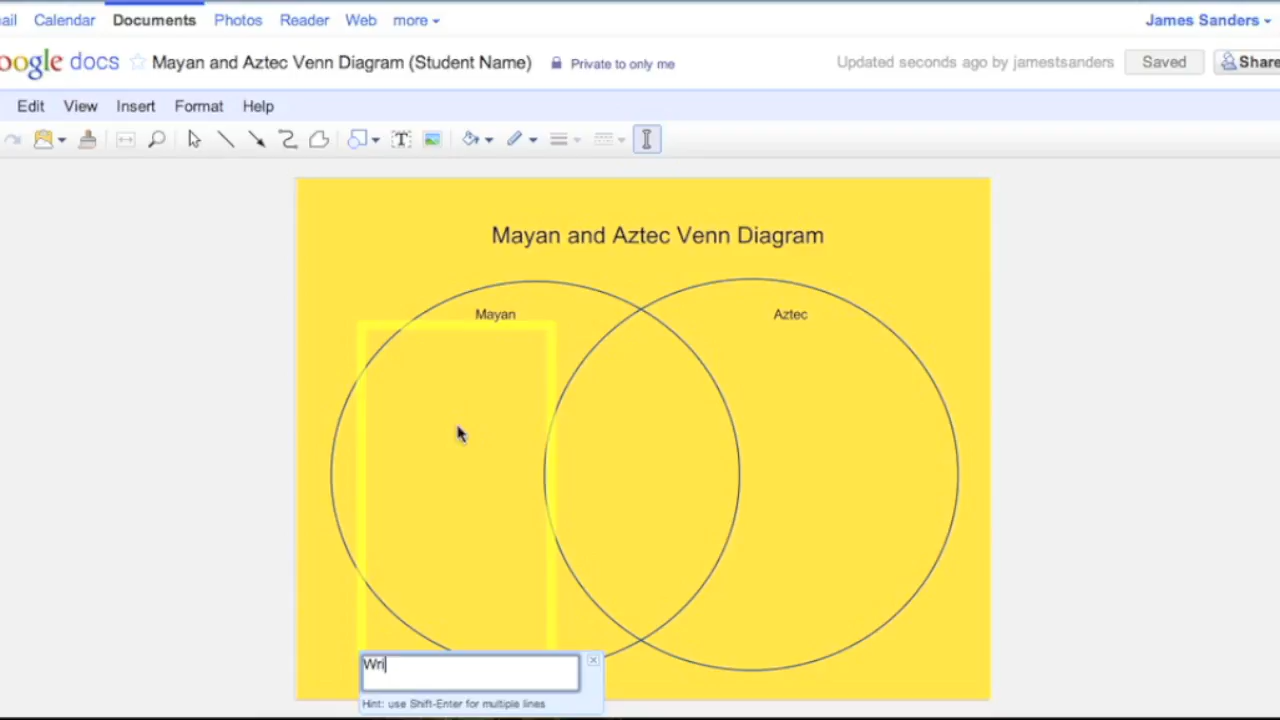 ail Calendar Documents Photos Reader Web more James Sanders
oogle docs Mayan and Aztec Venn Diagram (Student Name) Private to only me Updated seconds ago by jamestsanders Saved Share
Edit View Insert Format Help
T
Mayan and Aztec Venn Diagram
Mayan Aztec
Wri
Hint: use Shift-Enter for multiple lines